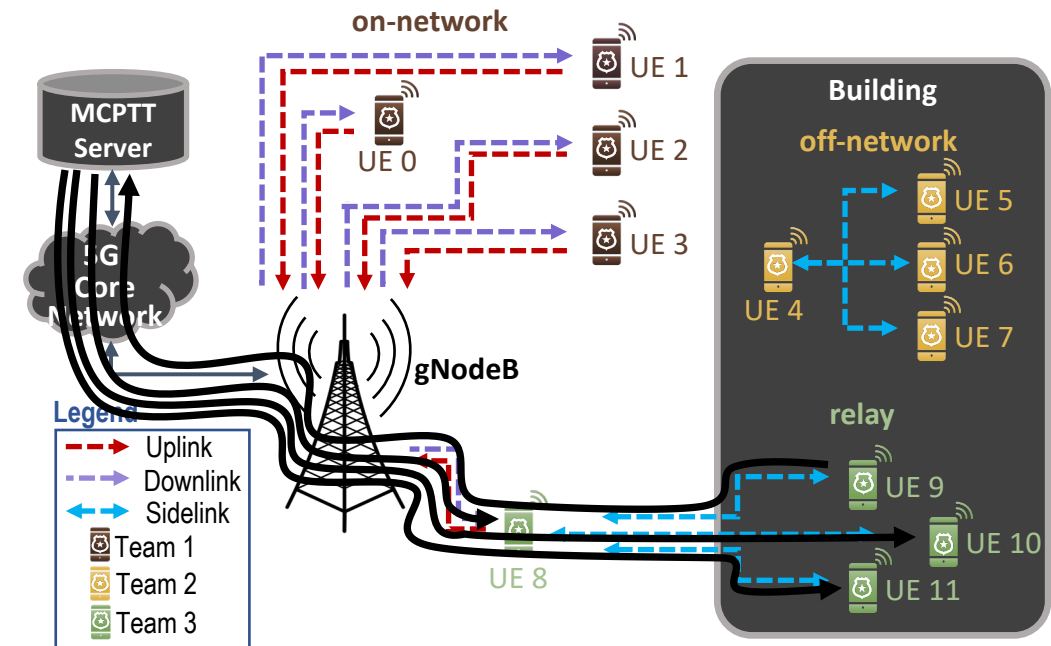 on-network
UE 1
MCPTT
Server
UE 0
UE 2
UE 3
Building
off-network
UE 5
UE 4
UE 6
UE 7
5G
Core
Network
gNodeB
relay
UE 9
UE 10
UE 8
UE 11
Legend
Uplink
Downlink
Sidelink
Team 1
Team 2
Team 3